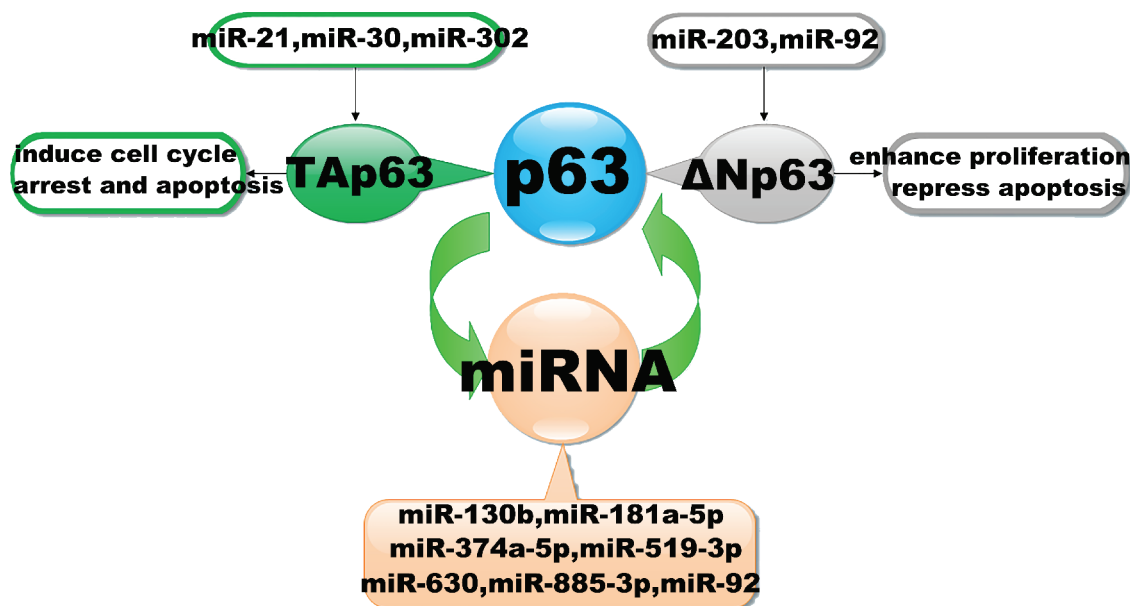 miR-21,miR-30,miR-302
miR-203,miR-92
induce cell cycle
arrest and apoptosis
TAp63
p63
ΔNp63
enhance proliferation
repress apoptosis
miRNA
miR-130b,miR-181a-5p
miR-374a-5p,miR-519-3p
miR-630,miR-885-3p,miR-92